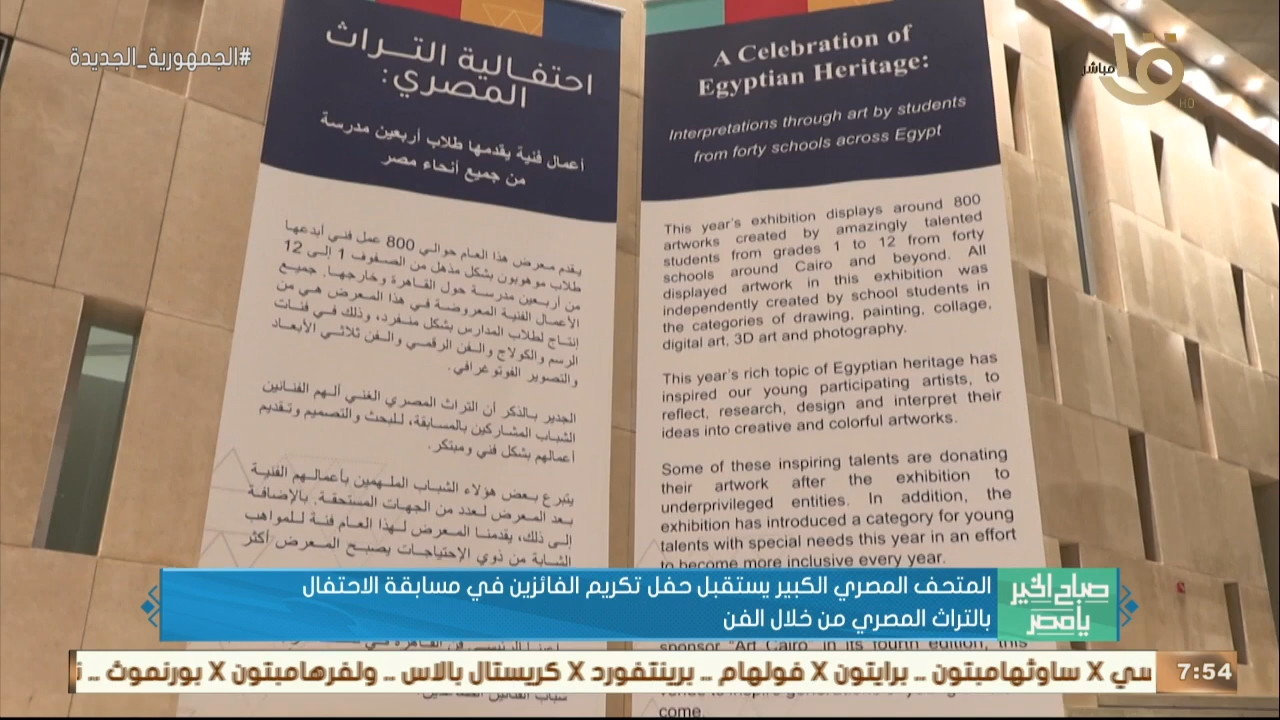 #الجمهورية_الجديدة
مباشر
HD
احتفالية التراث
المصري:
أعمال فنية يقدمها طلاب أربعين مدرسة
من جميع أنحاء مصر
يقدم معرض هذا العام حوالي 800 عمل فني أبدعها
طلاب موهوبون بشكل مذهل من الصفوف 1 إلى 12
من أربعين مدرسة حول القاهرة وخارجها. جميع
الأعمال الفنية المعروضة في هذا المعرض هي من
إنتاج لطلاب المدارس بشكل منفرد، وذلك في فئات
الرسم والكولاج والفن الرقمي والفن ثلاثي الأبعاد
والتصوير الفوتوغرافي.
الجدير بالذكر أن التراث المصري الغني ألهم الفنانين
الشباب المشاركين بالمسابقة، للبحث والتصميم وتقديم
أعمالهم بشكل فني ومبتكر.
يتبرع بعض هؤلاء الشباب الملهمين بأعمالهم الفنية
بعد المعرض لعدد من الجهات المستحقة. بالإضافة
إلى ذلك، يقدمنا المعرض لهذا العام فئة للمواهب
الشابة من ذوي الإحتياجات يصبح المعرض أكثر
A Celebration of
Egyptian Heritage:
Interpretations through art by students
from forty schools across Egypt
This year's exhibition displays around 800
artworks created by amazingly talented
students from grades 1 to 12 from forty
schools around Cairo and beyond. All
displayed artwork in this exhibition was
independently created by school students in
the categories of drawing, painting, collage,
digital art, 3D art and photography.
This year's rich topic of Egyptian heritage has
inspired our young participating artists, to
reflect, research, design and interpret their
ideas into creative and colorful artworks.
Some of these inspiring talents are donating
their artwork after the exhibition to
underprivileged entities. In addition, the
exhibition has introduced a category for young
talents with special needs this year in an effort
to become more inclusive every year.
sponsor "Art Cairo" in its fourth edition, this
come.
صباح الخير
يا مصر
المتحف المصري الكبير يستقبل حفل تكريم الفائزين في مسابقة الاحتفال
بالتراث المصري من خلال الفن
سي X ساوثهامبتون .. برايتون X فولهام .. برينتفورد X كريستال بالاس .. ولفرهامبتون X بورنموث ..
7:54